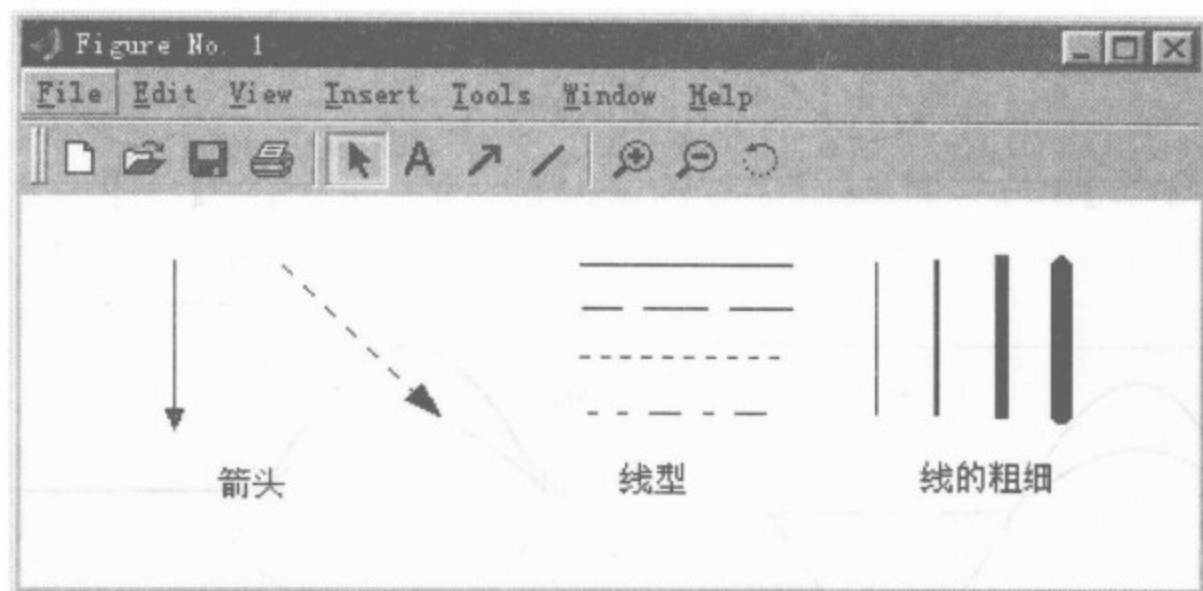 Figure No. 1
File Edit View Insert Tools Window Help
A
箭头 线型 线的粗细